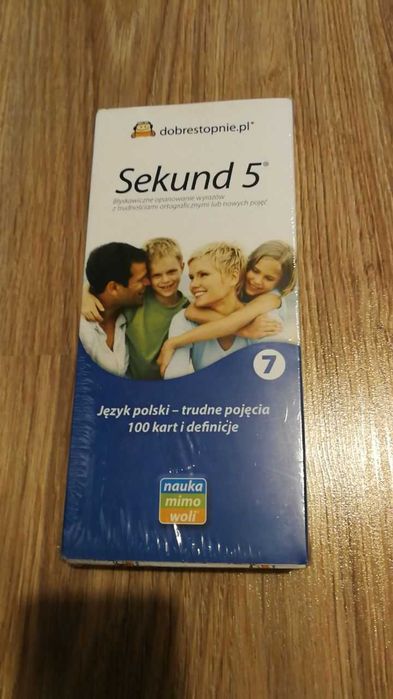 dobrestopnie.pl®
Sekund 5®
Błyskawiczne opanowanie wyrazów
z trudnościami ortograficznymi lub nowych pojęć
7
Język polski – trudne pojęcia
100 kart i definicje
nauka
mimo
woli®